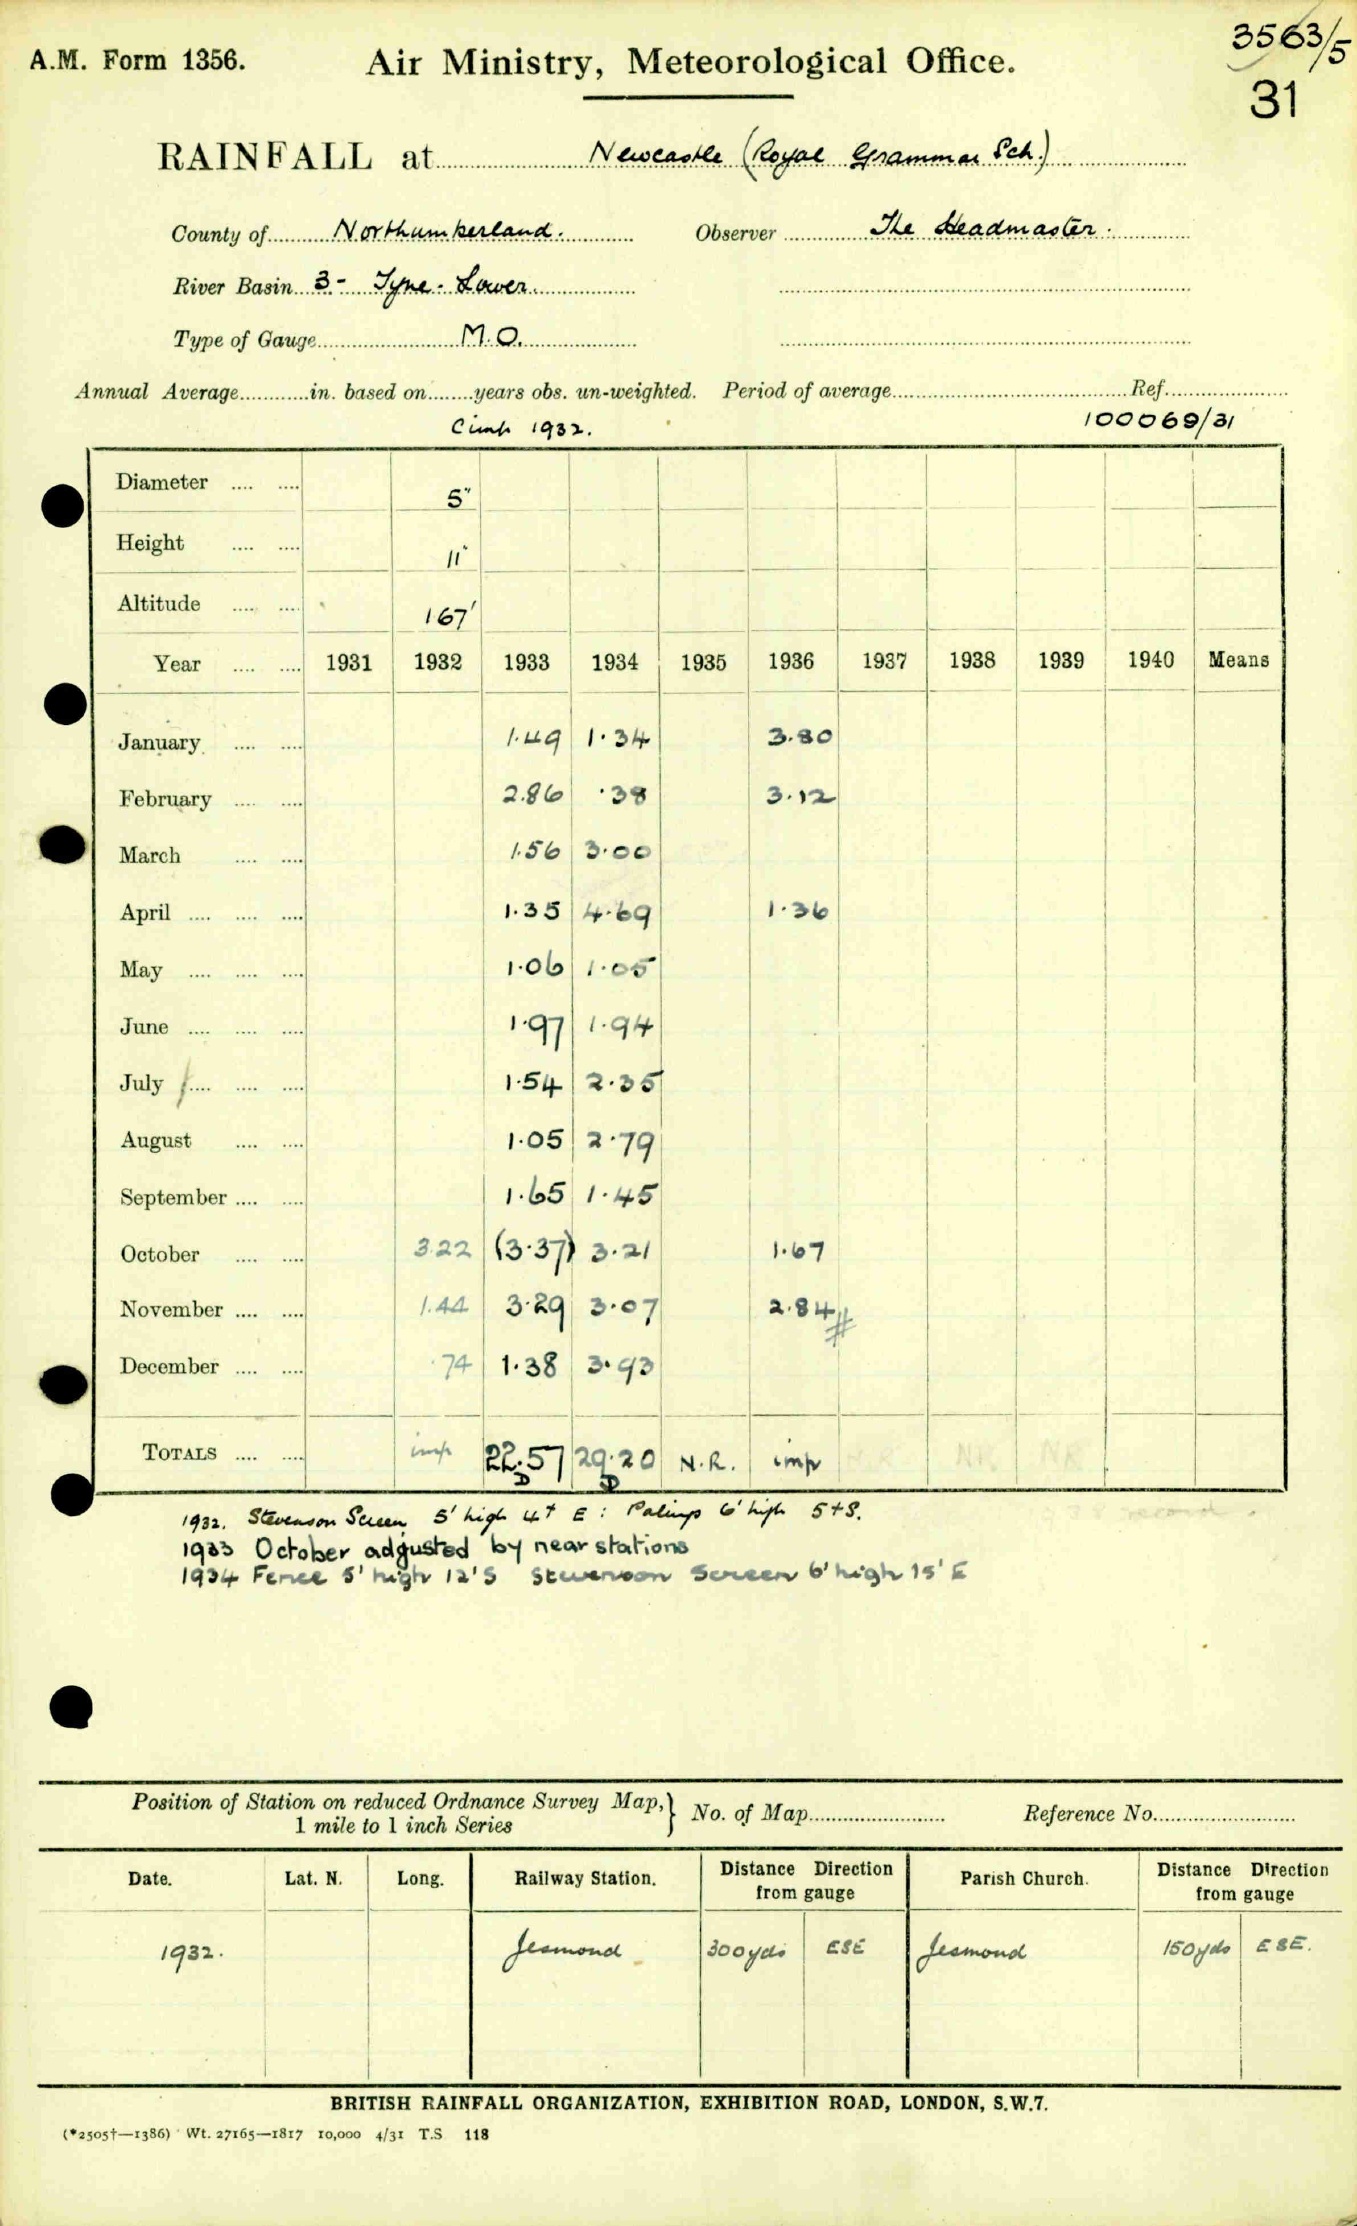 3563/5
A.M. Form 1356. Air Ministry, Meteorological Office.
31
RAINFALL at Newcastle (Royal Grammar Sch.)
County of Northumberland. Observer The Headmaster.
River Basin 3- Tyne. Lower.
Type of Gauge M.O.
Annual Average in. based on years obs. un-weighted. Period of average Ref.
1932. 100069/31
Diameter 5"
Height 11"
Altitude 167'
Year 1931 1932 1933 1934 1935 1936 1937 1938 1939 1940 Means
January 1.49 1.34 3.80
February 2.86 .38 3.12
March 1.56 3.00
April 1.35 4.69 1.36
May 1.06 1.05
June 1.97 1.94
July 1.54 2.35
August 1.05 2.79
September 1.65 1.45
October 3.22 (3.37) 3.21 1.67
November 1.44 3.29 3.07 2.84
December .74 1.38 3.93
TOTALS imp 22.57 29.20 N.R. imp N.R. NR NR
D D
1932. Stevenson Screen 5' high 4+ E : Palings 6' high 5+S.
1933 October adjusted by near stations
1934 Fence 5' high 12' S Stevenson Screen 6' high 15' E
Position of Station on reduced Ordnance Survey Map, 1 mile to 1 inch Series } No. of Map Reference No.
Date. Lat. N. Long. Railway Station. Distance Direction from gauge Parish Church. Distance Direction from gauge
1932. Jesmond 300yds ESE Jesmond 150yds ESE.
BRITISH RAINFALL ORGANIZATION, EXHIBITION ROAD, LONDON, S.W.7.
(*2505†—1386) Wt. 27165—1817 10,000 4/31 T.S 118